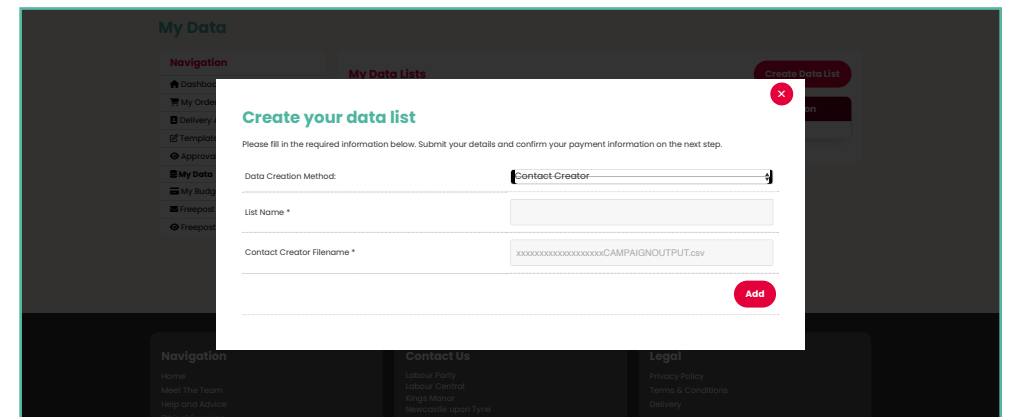 My Data
Navigation
My Data Lists
Create Data List
My Orde
Delivery A
Template
Approva
My Data
My Budg
Freepost
Freepost
Create your data list
Please fill in the required information below. Submit your details and confirm your payment information on the next step.
Data Creation Method:
Contact Creator
List Name *
Contact Creator Filename *
xxxxxxxxxxxxxxxxxxxCAMPAIGNOUTPUT.csv
Add
Navigation
Home
Meet The Team
Help and Advice
Contact Us
Labour Party
Labour Central
Kings Manor
Newcastle upon Tyne
Legal
Privacy Policy
Terms & Conditions
Delivery